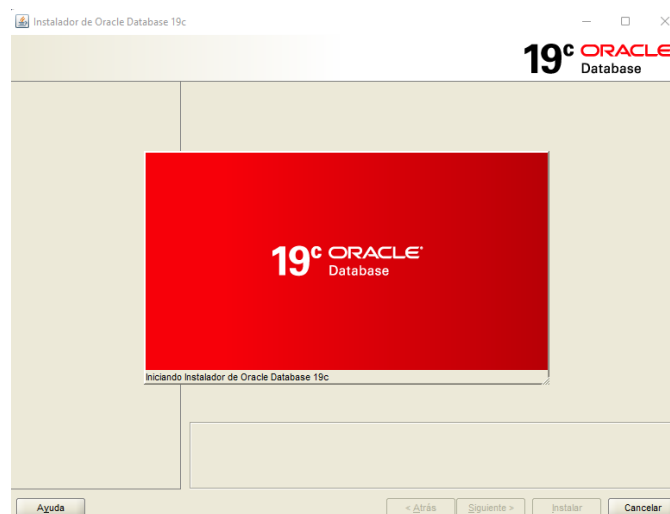 Instalador de Oracle Database 19c
19c ORACLE
Database
19c ORACLE
Database
Iniciando Instalador de Oracle Database 19c
Ayuda
< Atrás
Siguiente >
Instalar
Cancelar